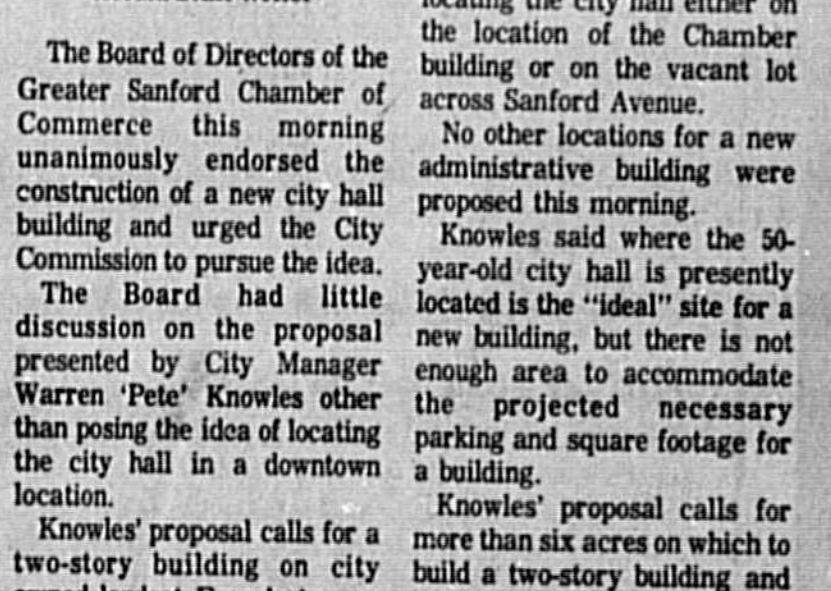 The Board of Directors of the
Greater Sanford Chamber of
Commerce this morning
unanimously endorsed the
construction of a new city hall
building and urged the City
Commission to pursue the idea.
The Board had little
discussion on the proposal
presented by City Manager
Warren 'Pete' Knowles other
than posing the idea of locating
the city hall in a downtown
location.
Knowles' proposal calls for a
two-story building on city
locating the city hall either on
the location of the Chamber
building or on the vacant lot
across Sanford Avenue.
No other locations for a new
administrative building were
proposed this morning.
Knowles said where the 50-
year-old city hall is presently
located is the "ideal" site for a
new building, but there is not
enough area to accommodate
the projected necessary
parking and square footage for
a building.
Knowles' proposal calls for
more than six acres on which to
build a two-story building and